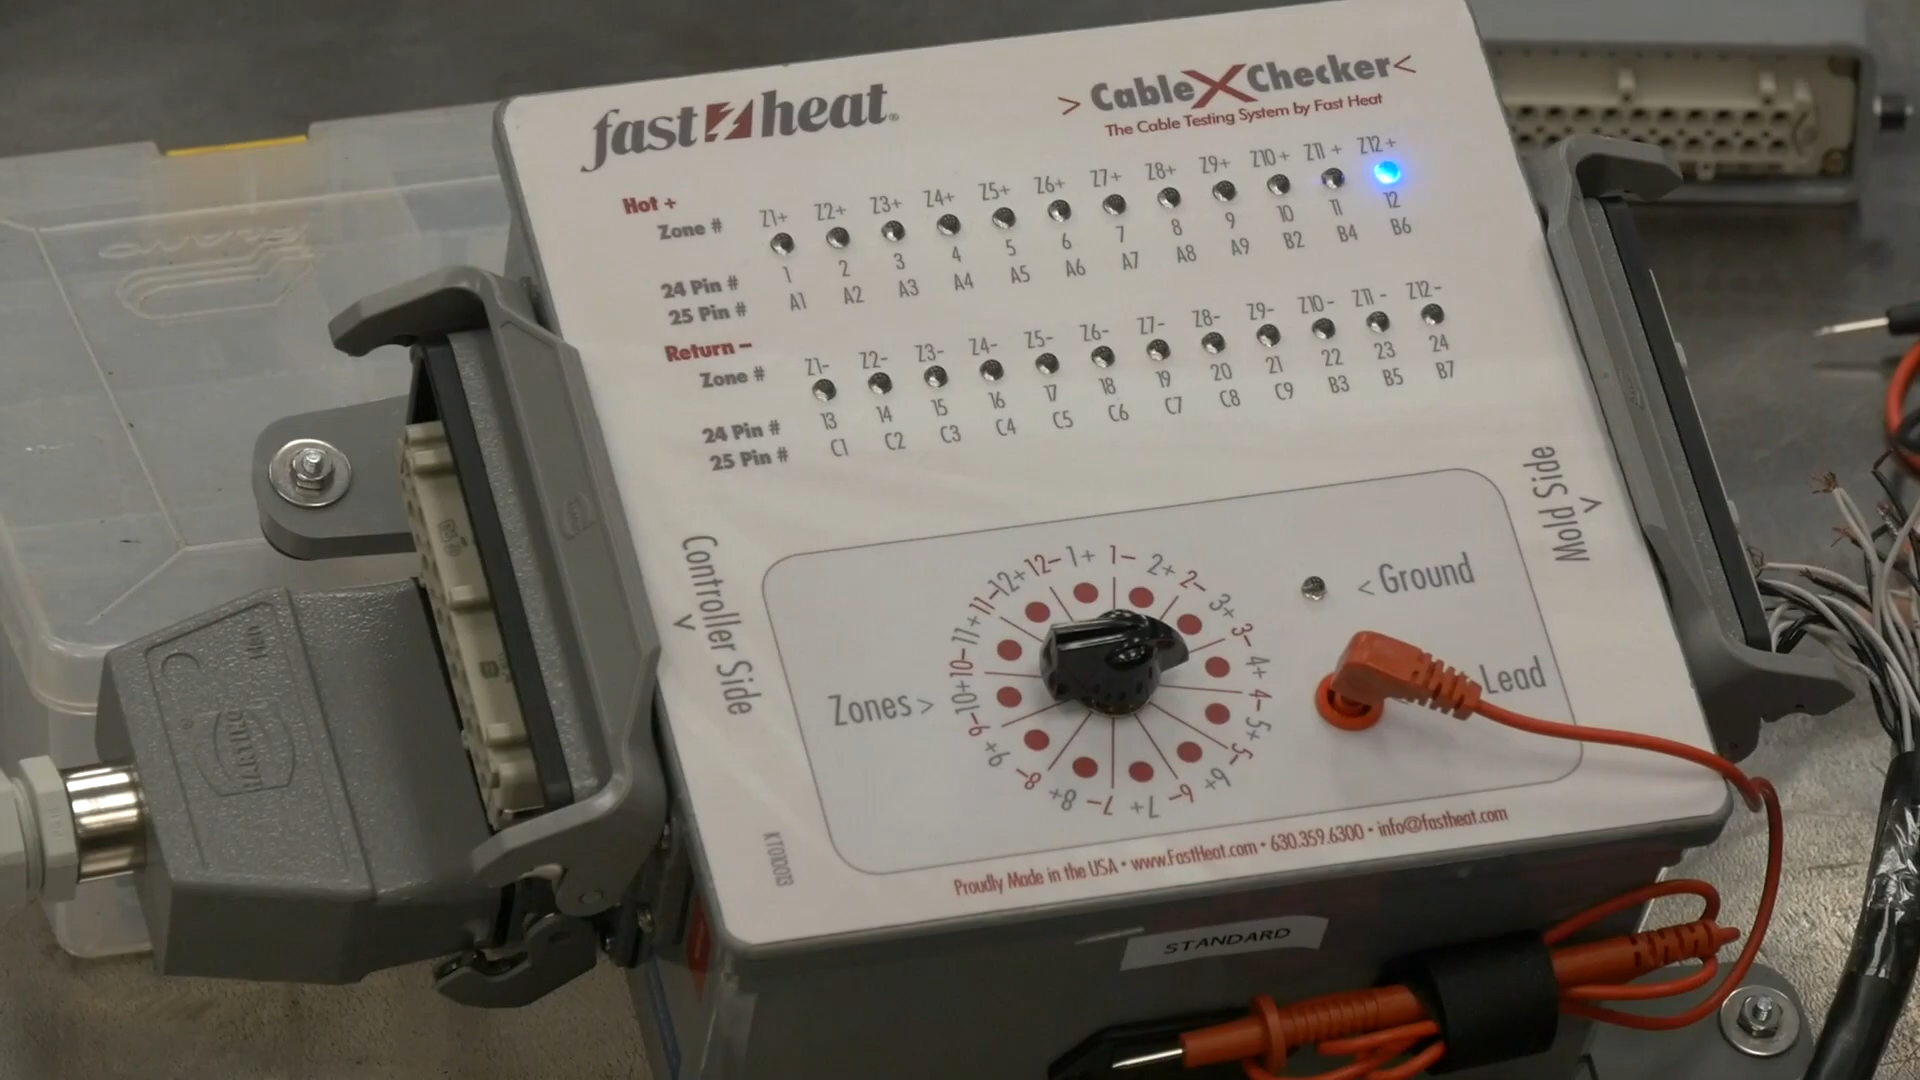 fast heat®
> CableXChecker <
The Cable Testing System by Fast Heat
Hot +
Zone # Z1+ Z2+ Z3+ Z4+ Z5+ Z6+ Z7+ Z8+ Z9+ Z10+ Z11+ Z12+
24 Pin # 1 2 3 4 5 6 7 8 9 10 11 12
25 Pin # A1 A2 A3 A4 A5 A6 A7 A8 A9 B2 B4 B6
Return –
Zone # Z1- Z2- Z3- Z4- Z5- Z6- Z7- Z8- Z9- Z10- Z11- Z12-
24 Pin # 13 14 15 16 17 18 19 20 21 22 23 24
25 Pin # C1 C2 C3 C4 C5 C6 C7 C8 C9 B3 B5 B7
Controller Side >
Mold Side >
Zones >
1+ 1– 2+ 2– 3+ 3– 4+ 4– 5+ 5– 6+ 6– 7+ 7– 8+ 8– 9+ 9– 10+ 10– 11+ 11– 12+ 12–
< Ground
Lead
KT01013
Proudly Made in the USA • www.FastHeat.com • 630.359.6300 • info@fastheat.com
STANDARD
HARTING
PLANO